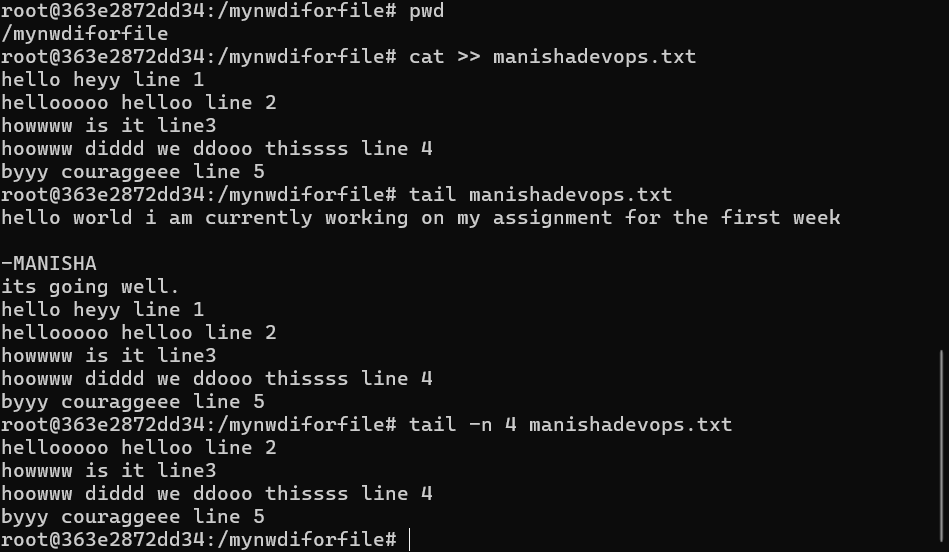 root@363e2872dd34:/mynwdiforfile# pwd
/mynwdiforfile
root@363e2872dd34:/mynwdiforfile# cat >> manishadevops.txt
hello heyy line 1
hellooooo helloo line 2
howwww is it line3
hoowww diddd we ddooo thissss line 4
byyy couraggeee line 5
root@363e2872dd34:/mynwdiforfile# tail manishadevops.txt
hello world i am currently working on my assignment for the first week

-MANISHA
its going well.
hello heyy line 1
hellooooo helloo line 2
howwww is it line3
hoowww diddd we ddooo thissss line 4
byyy couraggeee line 5
root@363e2872dd34:/mynwdiforfile# tail -n 4 manishadevops.txt
hellooooo helloo line 2
howwww is it line3
hoowww diddd we ddooo thissss line 4
byyy couraggeee line 5
root@363e2872dd34:/mynwdiforfile#